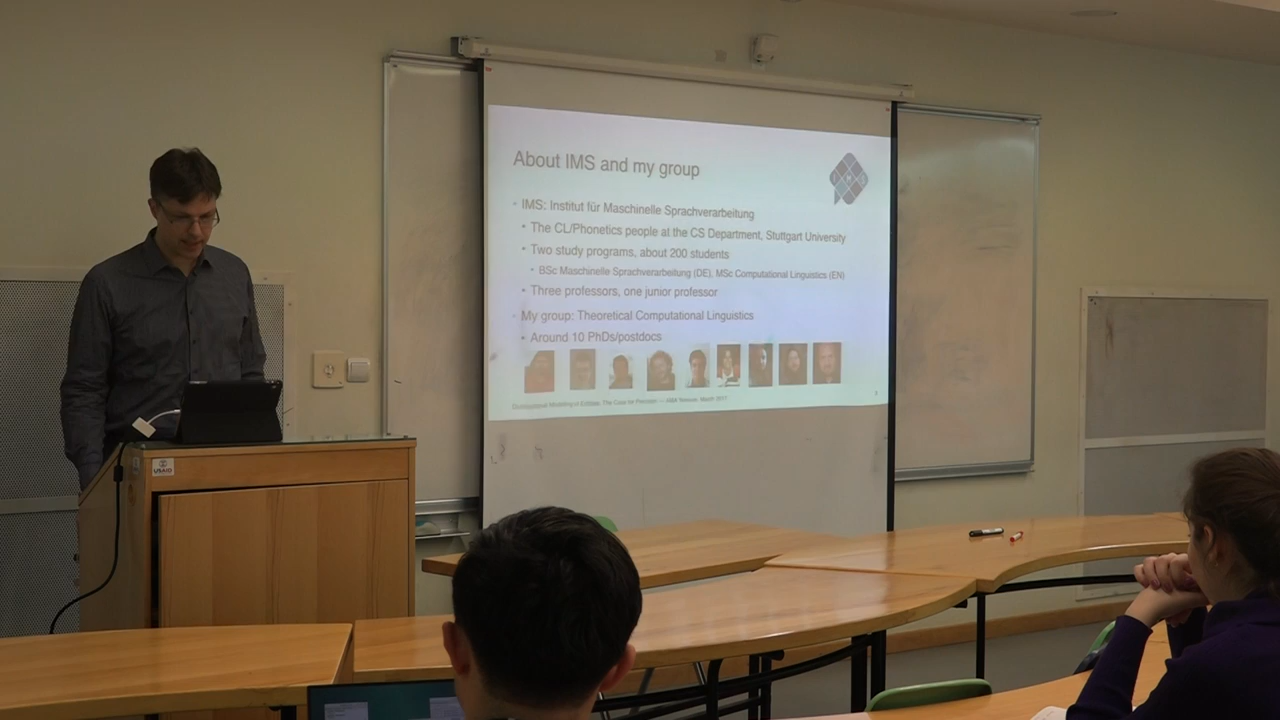 About IMS and my group
IMS
• IMS: Institut für Maschinelle Sprachverarbeitung
• The CL/Phonetics people at the CS Department, Stuttgart University
• Two study programs, about 200 students
• BSc Maschinelle Sprachverarbeitung (DE), MSc Computational Linguistics (EN)
• Three professors, one junior professor
• My group: Theoretical Computational Linguistics
• Around 10 PhDs/postdocs
USAID